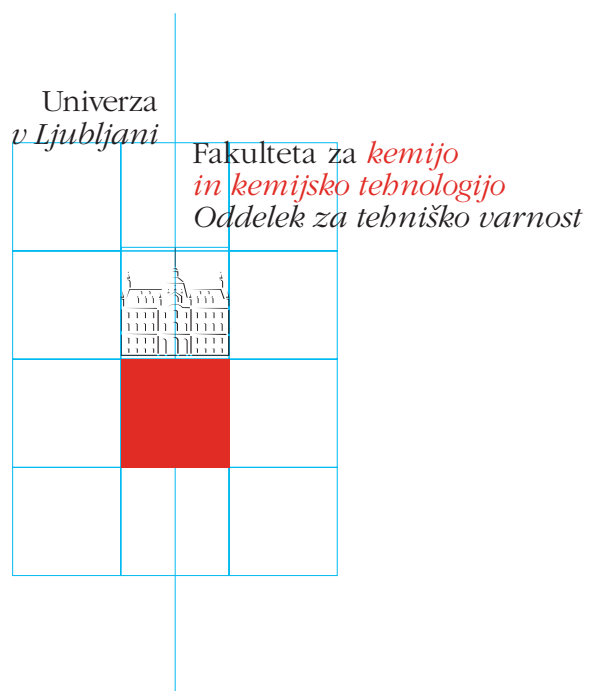 Univerza
v Ljubljani
Fakulteta za kemijo
in kemijsko tehnologijo
Oddelek za tehniško varnost